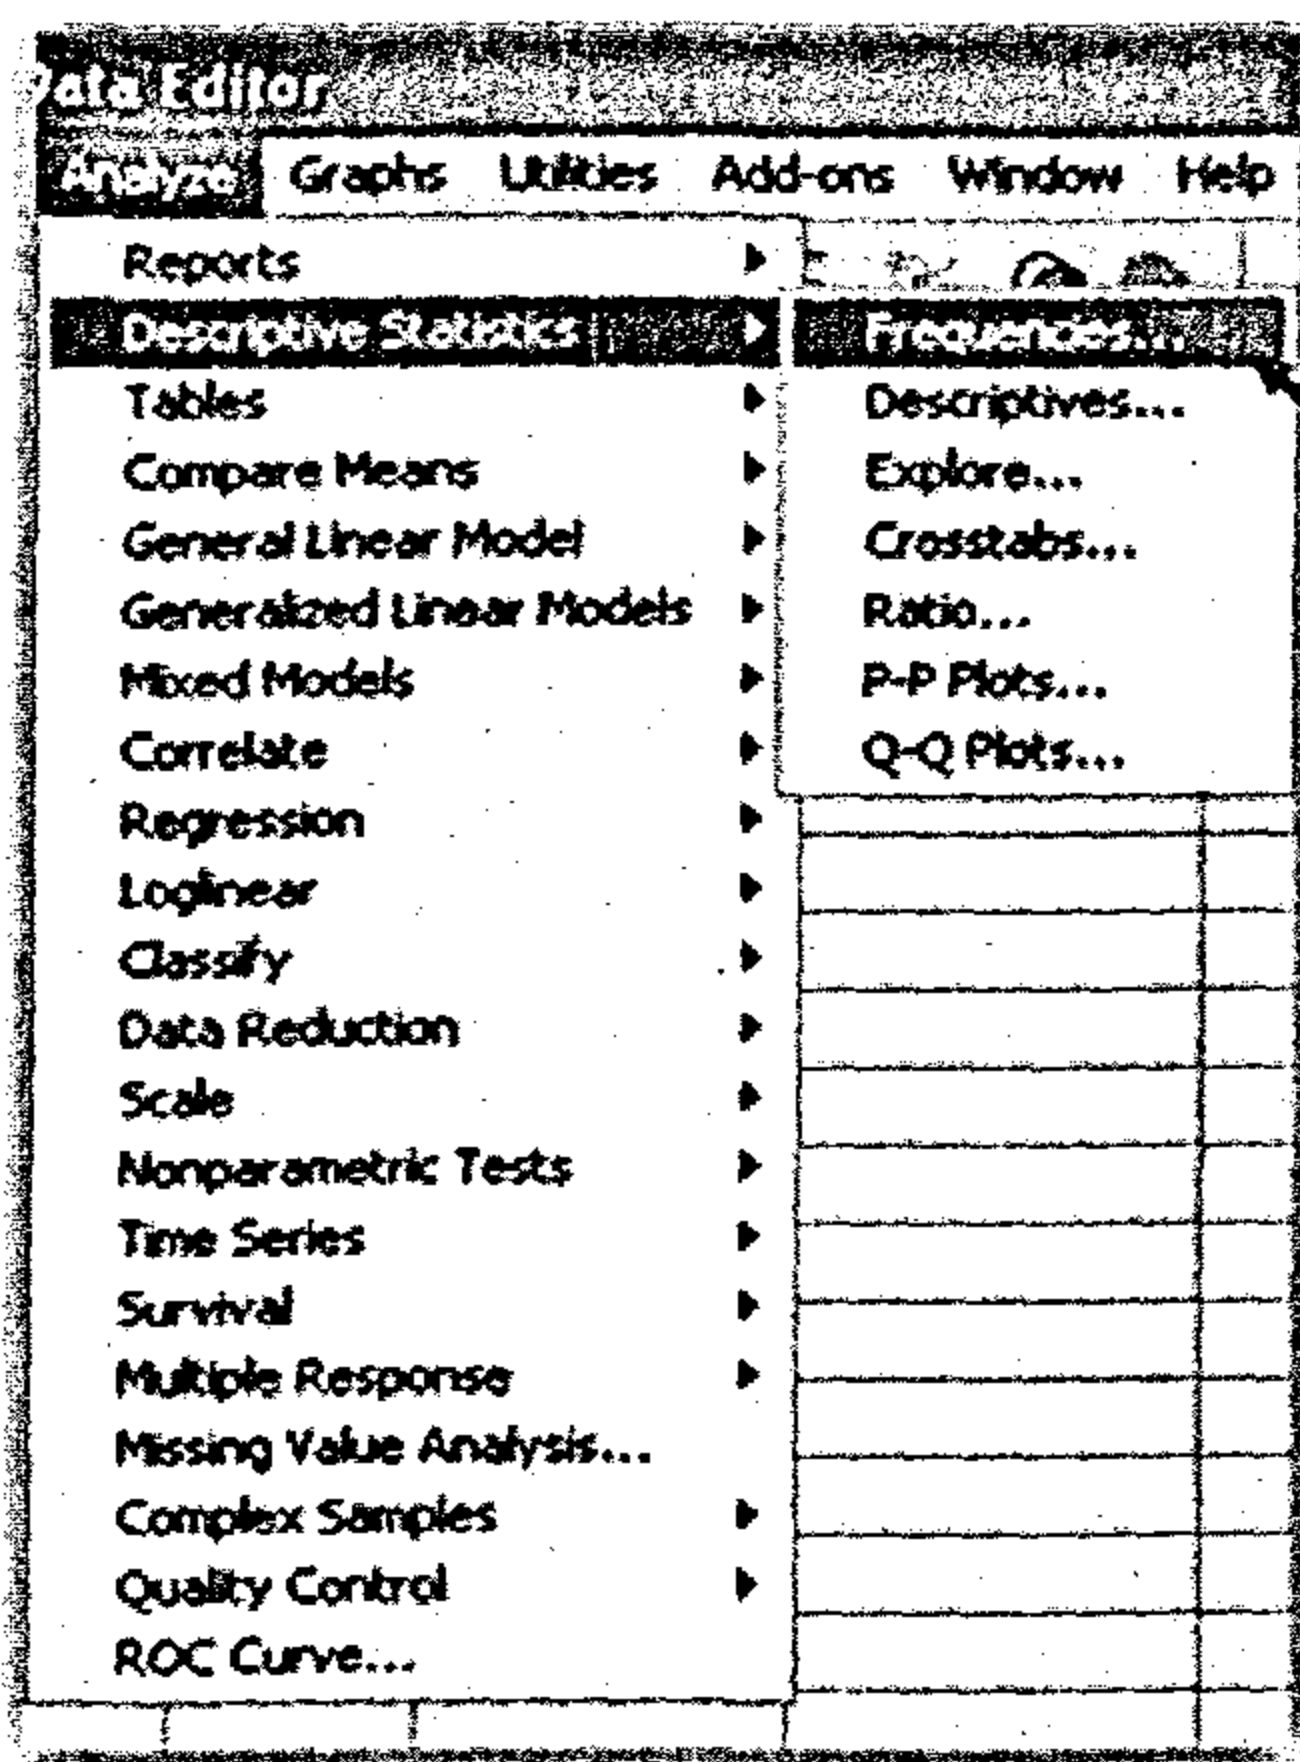 Data Editor
Analyze Graphs Utilities Add-ons Window Help
Reports
Descriptive Statistics
Tables
Compare Means
General Linear Model
Generalized Linear Models
Mixed Models
Correlate
Regression
Loglinear
Classify
Data Reduction
Scale
Nonparametric Tests
Time Series
Survival
Multiple Response
Missing Value Analysis...
Complex Samples
Quality Control
ROC Curve...
Frequencies...
Descriptives...
Explore...
Crosstabs...
Ratio...
P-P Plots...
Q-Q Plots...